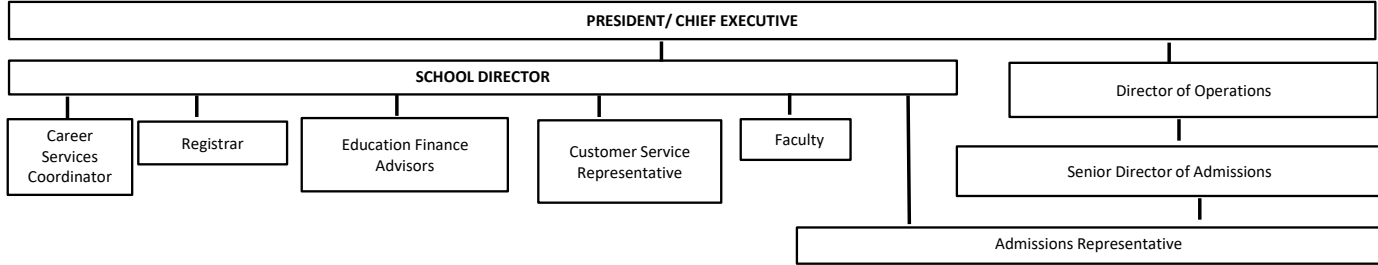 PRESIDENT/ CHIEF EXECUTIVE
SCHOOL DIRECTOR
Director of Operations
Career
Services
Coordinator
Registrar
Education Finance
Advisors
Customer Service
Representative
Faculty
Senior Director of Admissions
Admissions Representative